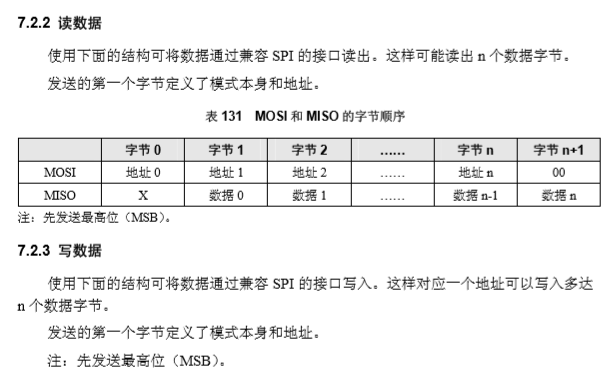 7.2.2 读数据
使用下面的结构可将数据通过兼容 SPI 的接口读出。这样可能读出 n 个数据字节。
发送的第一个字节定义了模式本身和地址。
表 131 MOSI 和 MISO 的字节顺序
字节 0 字节 1 字节 2 …… 字节 n 字节 n+1
MOSI 地址 0 地址 1 地址 2 …… 地址 n 00
MISO X 数据 0 数据 1 …… 数据 n-1 数据 n
注：先发送最高位（MSB）。
7.2.3 写数据
使用下面的结构可将数据通过兼容 SPI 的接口写入。这样对应一个地址可以写入多达
n 个数据字节。
发送的第一个字节定义了模式本身和地址。
注：先发送最高位（MSB）。